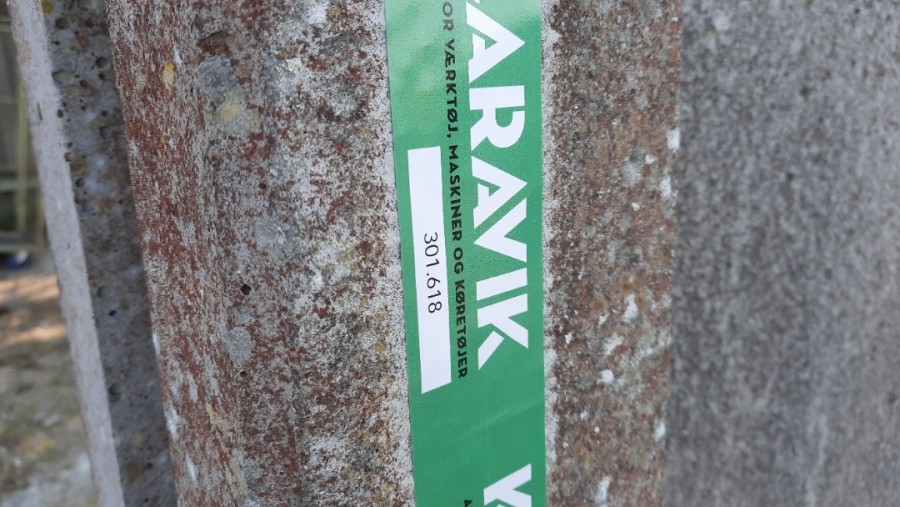 ARAVIK
OR VÆRKTØJ, MASKINER OG KØRETØJER
301.618